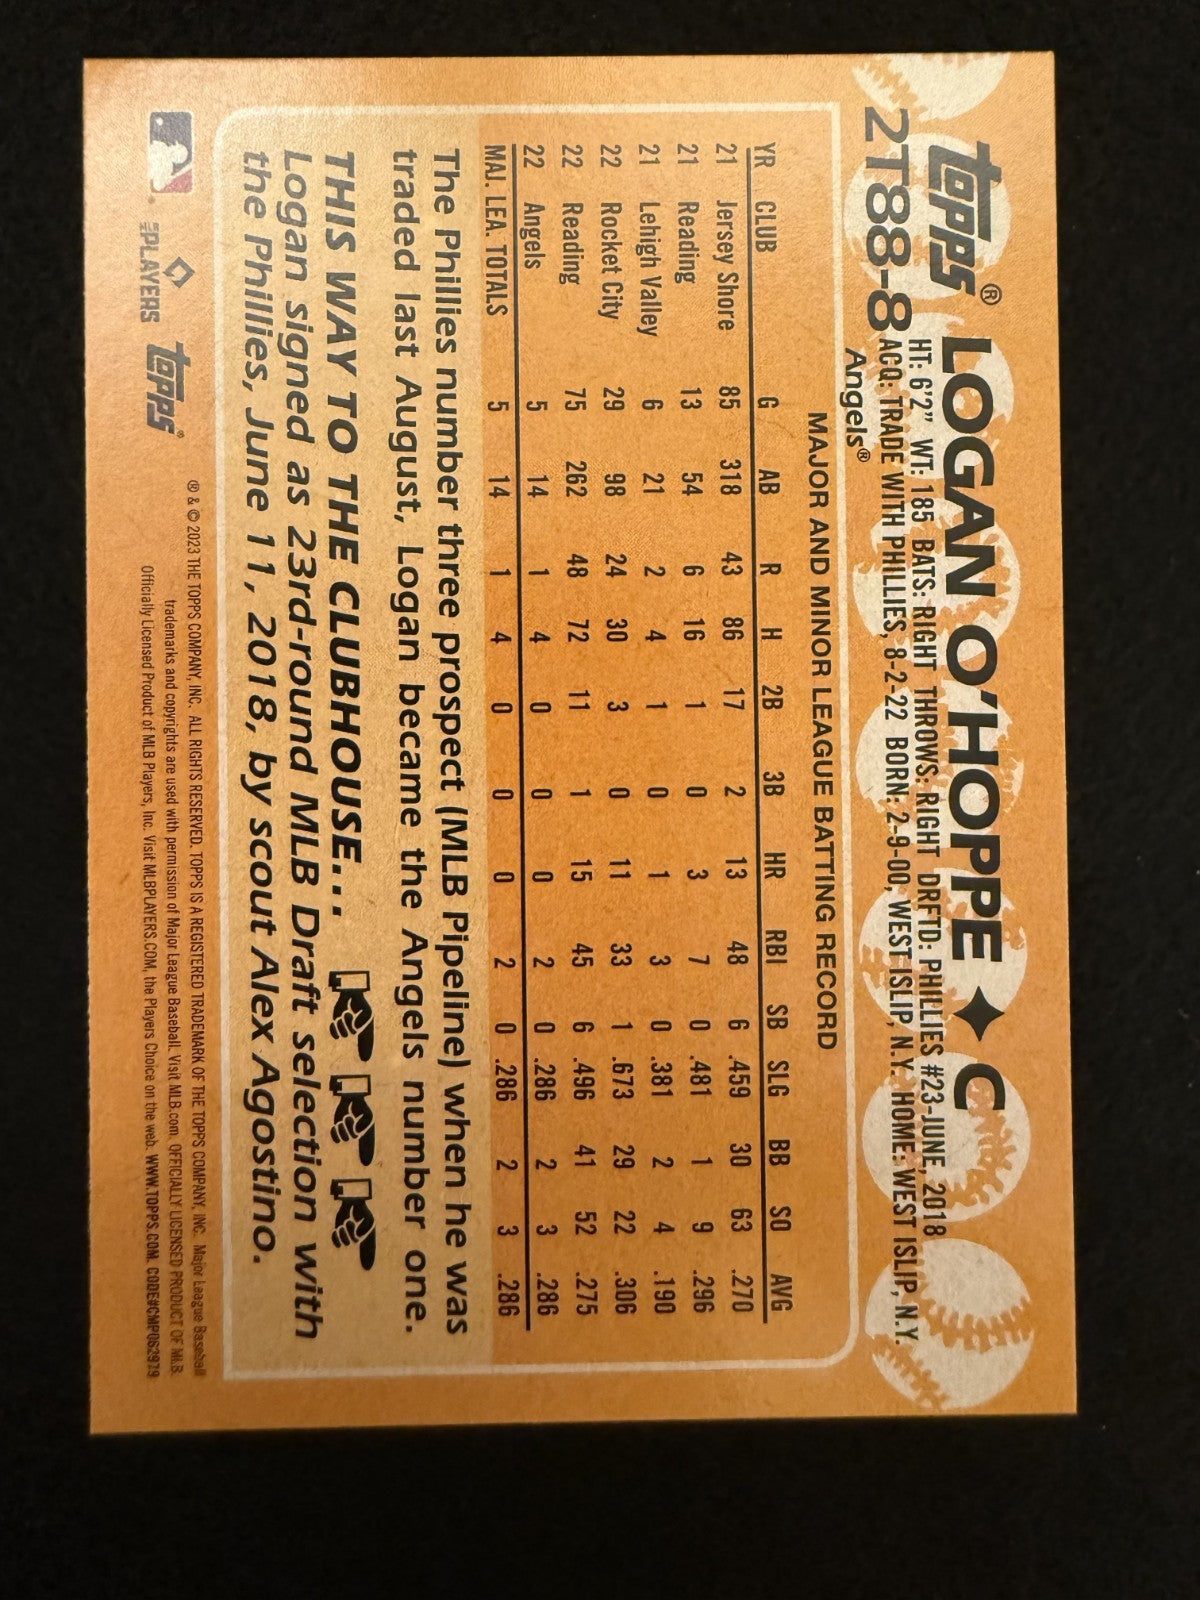 topps®
LOGAN O'HOPPE ◆ C
2T88-8
HT: 6'2" WT: 185 BATS: RIGHT THROWS: RIGHT DRFTD: PHILLIES #23-JUNE, 2018
ACQ: TRADE WITH PHILLIES, 8-2-22 BORN: 2-9-00, WEST ISLIP, N.Y. HOME: WEST ISLIP, N.Y.
Angels®
MAJOR AND MINOR LEAGUE BATTING RECORD
YR CLUB G AB R H 2B 3B HR RBI SB SLG BB SO AVG
21 Jersey Shore 85 318 43 86 17 2 13 48 6 .459 30 63 .270
21 Reading 13 54 6 16 1 0 3 7 0 .481 1 9 .296
21 Lehigh Valley 6 21 2 4 1 0 1 3 0 .381 2 4 .190
22 Rocket City 29 98 24 30 3 0 11 33 1 .673 29 22 .306
22 Reading 75 262 48 72 11 1 15 45 6 .496 41 52 .275
22 Angels 5 14 1 4 0 0 0 2 0 .286 2 3 .286
MAJ. LEA. TOTALS 5 14 1 4 0 0 0 2 0 .286 2 3 .286
The Phillies number three prospect (MLB Pipeline) when he was
traded last August, Logan became the Angels number one.
THIS WAY TO THE CLUBHOUSE...
Logan signed as 23rd-round MLB Draft selection with
the Phillies, June 11, 2018, by scout Alex Agostino.
MLB PLAYERS topps®
® & © 2023 THE TOPPS COMPANY, INC. ALL RIGHTS RESERVED. TOPPS IS A REGISTERED TRADEMARK OF THE TOPPS COMPANY, INC. Major League Baseball
trademarks and copyrights are used with permission of Major League Baseball. Visit MLB.com. OFFICIALLY LICENSED PRODUCT OF MLB
Officially Licensed Product of MLB Players, Inc. Visit MLBPLAYERS.COM, the Players Choice on the web. WWW.TOPPS.COM. CODE#CMP062979